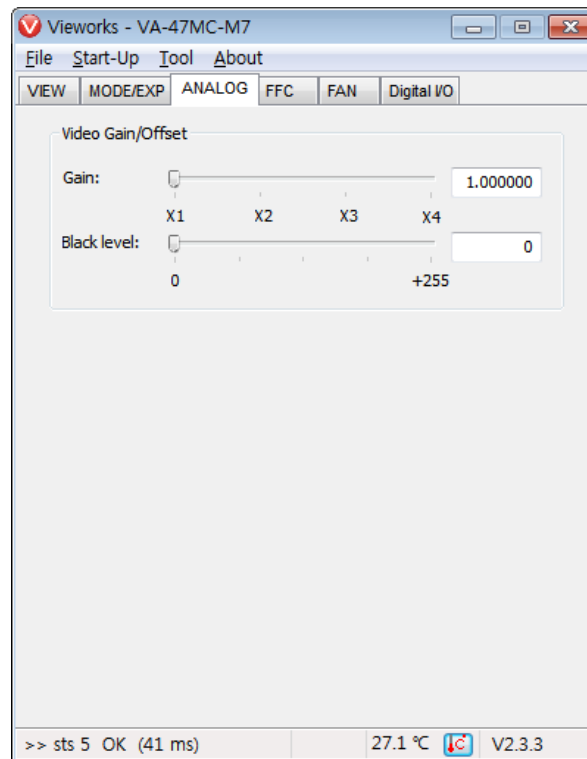 Vieworks - VA-47MC-M7
File Start-Up Tool About
VIEW MODE/EXP ANALOG FFC FAN Digital I/O
Video Gain/Offset
Gain: 1.000000
X1 X2 X3 X4
Black level: 0
0 +255
>> sts 5 OK (41 ms) 27.1 ℃ C V2.3.3